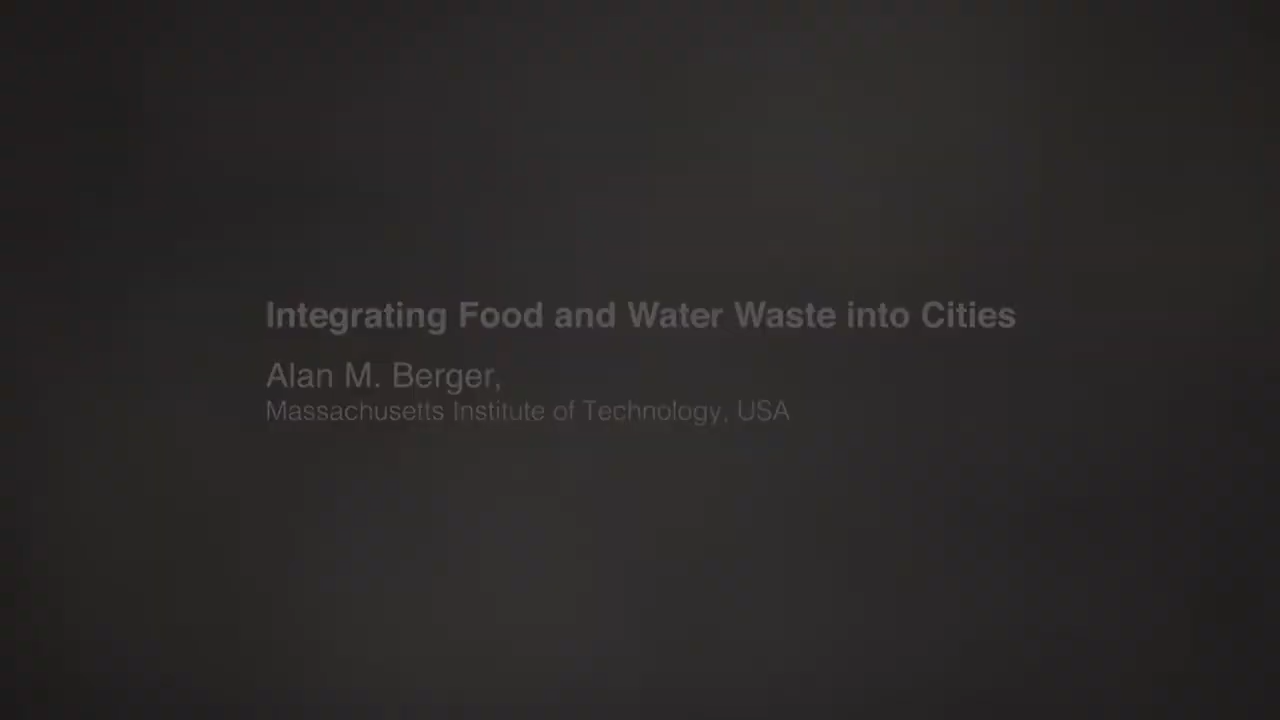 Integrating Food and Water Waste into Cities
Alan M. Berger,
Massachusetts Institute of Technology, USA